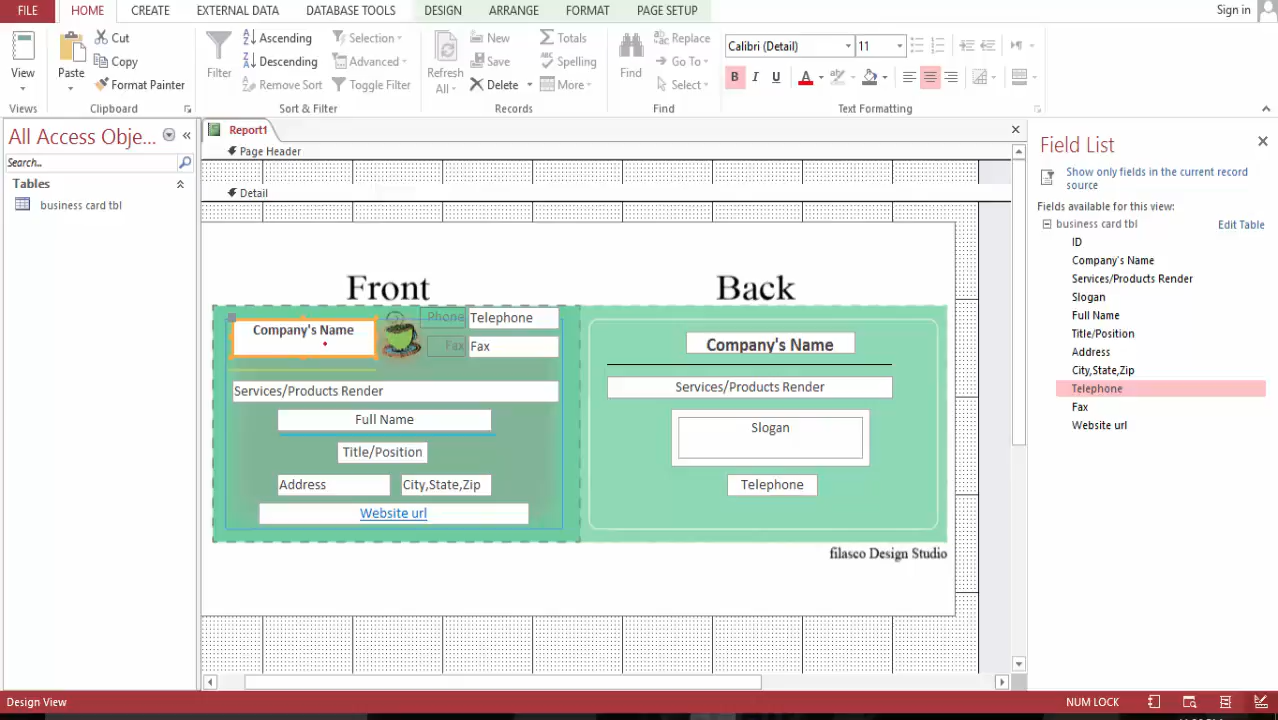 FILE HOME CREATE EXTERNAL DATA DATABASE TOOLS DESIGN ARRANGE FORMAT PAGE SETUP Sign in
View
Views
Paste
Cut
Copy
Format Painter
Clipboard
Filter
Ascending
Descending
Remove Sort
Selection
Advanced
Toggle Filter
Sort & Filter
Refresh
All
New
Save
Delete
Totals
Spelling
More
Records
Find
Replace
Go To
Select
Find
Calibri (Detail) 11
B I U A
Text Formatting
All Access Obje...
Search..
Tables
business card tbl
Report1
Page Header
Detail
Front
Back
Company's Name
Phone Telephone
Fax Fax
Services/Products Render
Full Name
Title/Position
Address City,State,Zip
Website url
Company's Name
Services/Products Render
Slogan
Telephone
filasco Design Studio
Field List
Show only fields in the current record
source
Fields available for this view:
business card tbl Edit Table
ID
Company's Name
Services/Products Render
Slogan
Full Name
Title/Position
Address
City,State,Zip
Telephone
Fax
Website url
Design View NUM LOCK